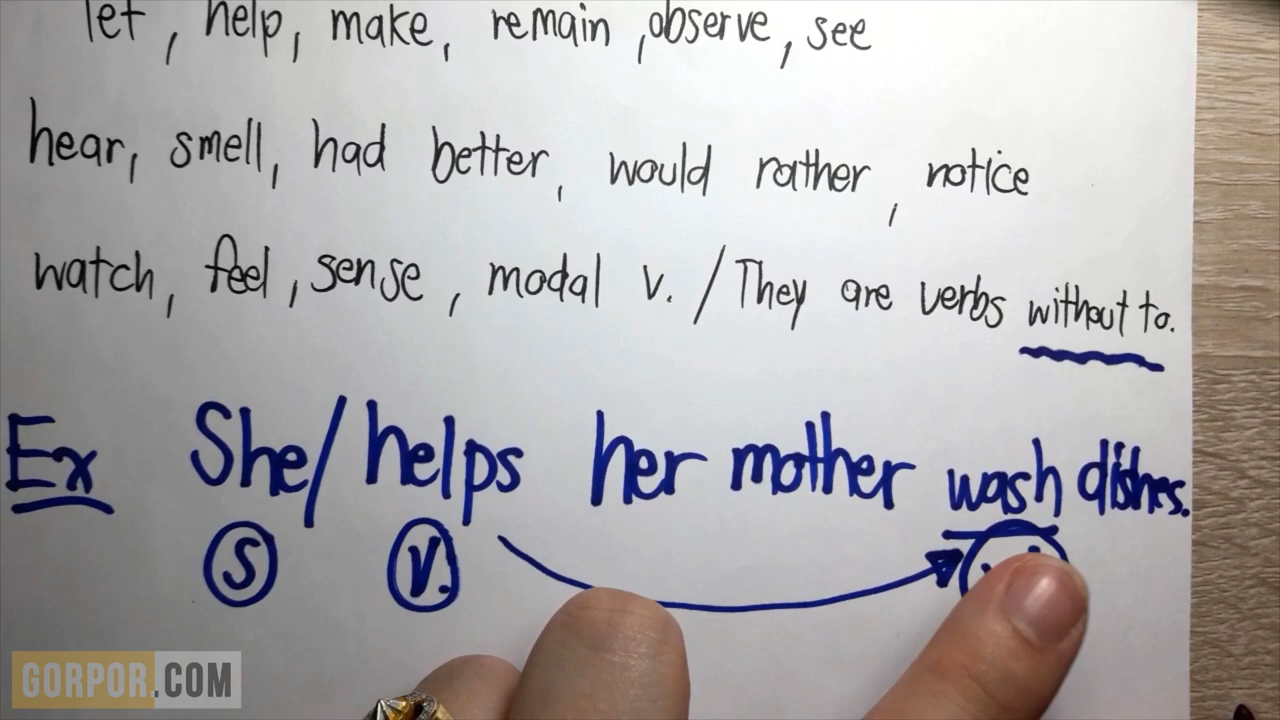 let, help, make, remain, observe, see
hear, smell, had better, would rather, notice
watch, feel, sense, modal v. / They are verbs without to.
Ex She/ helps her mother wash dishes.
S V.
GORPOR.COM